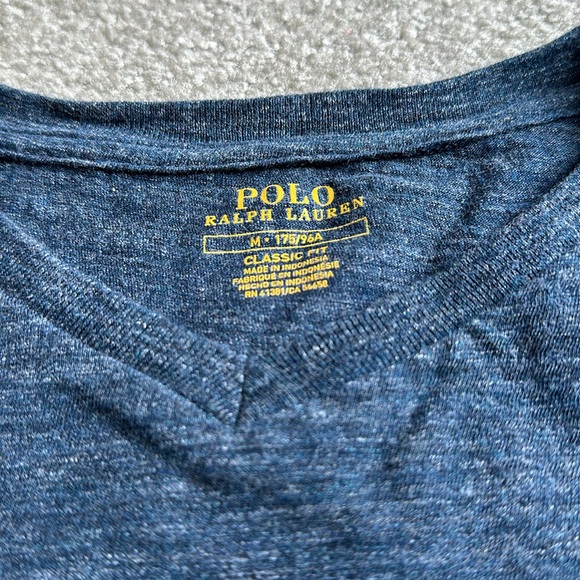 POLO
RALPH LAUREN
M • 175/96A
CLASSIC FIT
MADE IN INDONESIA
FABRIQUÉ EN INDONÉSIE
HECHO EN INDONESIA
RN 41381/CA 56658